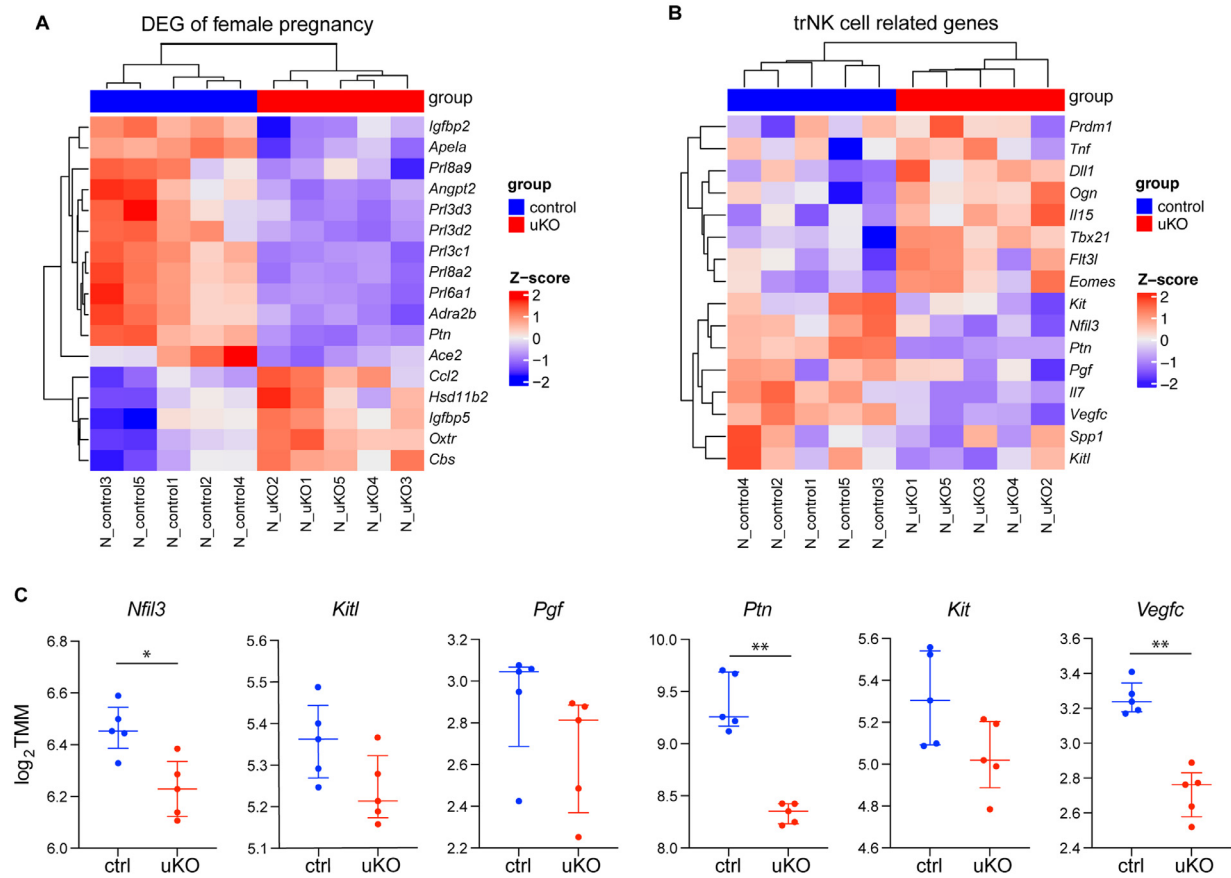 A
DEG of female pregnancy
group
Igfbp2
Apela
Prl8a9
Angpt2
Prl3d3
Prl3d2
Prl3c1
Prl8a2
Prl6a1
Adra2b
Ptn
Ace2
Ccl2
Hsd11b2
Igfbp5
Oxtr
Cbs
N_control3
N_control5
N_control1
N_control2
N_control4
N_uKO2
N_uKO1
N_uKO5
N_uKO4
N_uKO3
group
control
uKO
Z-score
2
1
0
−1
−2
B
trNK cell related genes
group
Prdm1
Tnf
Dll1
Ogn
Il15
Tbx21
Flt3l
Eomes
Kit
Nfil3
Ptn
Pgf
Il7
Vegfc
Spp1
Kitl
N_control4
N_control2
N_control1
N_control5
N_control3
N_uKO1
N_uKO5
N_uKO3
N_uKO4
N_uKO2
group
control
uKO
Z-score
2
1
0
−1
−2
C
log2TMM
Nfil3
6.8
6.6
6.4
6.2
6.0
*
ctrl uKO
Kitl
5.6
5.5
5.4
5.3
5.2
5.1
ctrl uKO
Pgf
3.2
3.0
2.8
2.6
2.4
2.2
ctrl uKO
Ptn
10.0
9.5
9.0
8.5
8.0
**
ctrl uKO
Kit
5.6
5.4
5.2
5.0
4.8
4.6
ctrl uKO
Vegfc
3.6
3.4
3.2
3.0
2.8
2.6
2.4
**
ctrl uKO